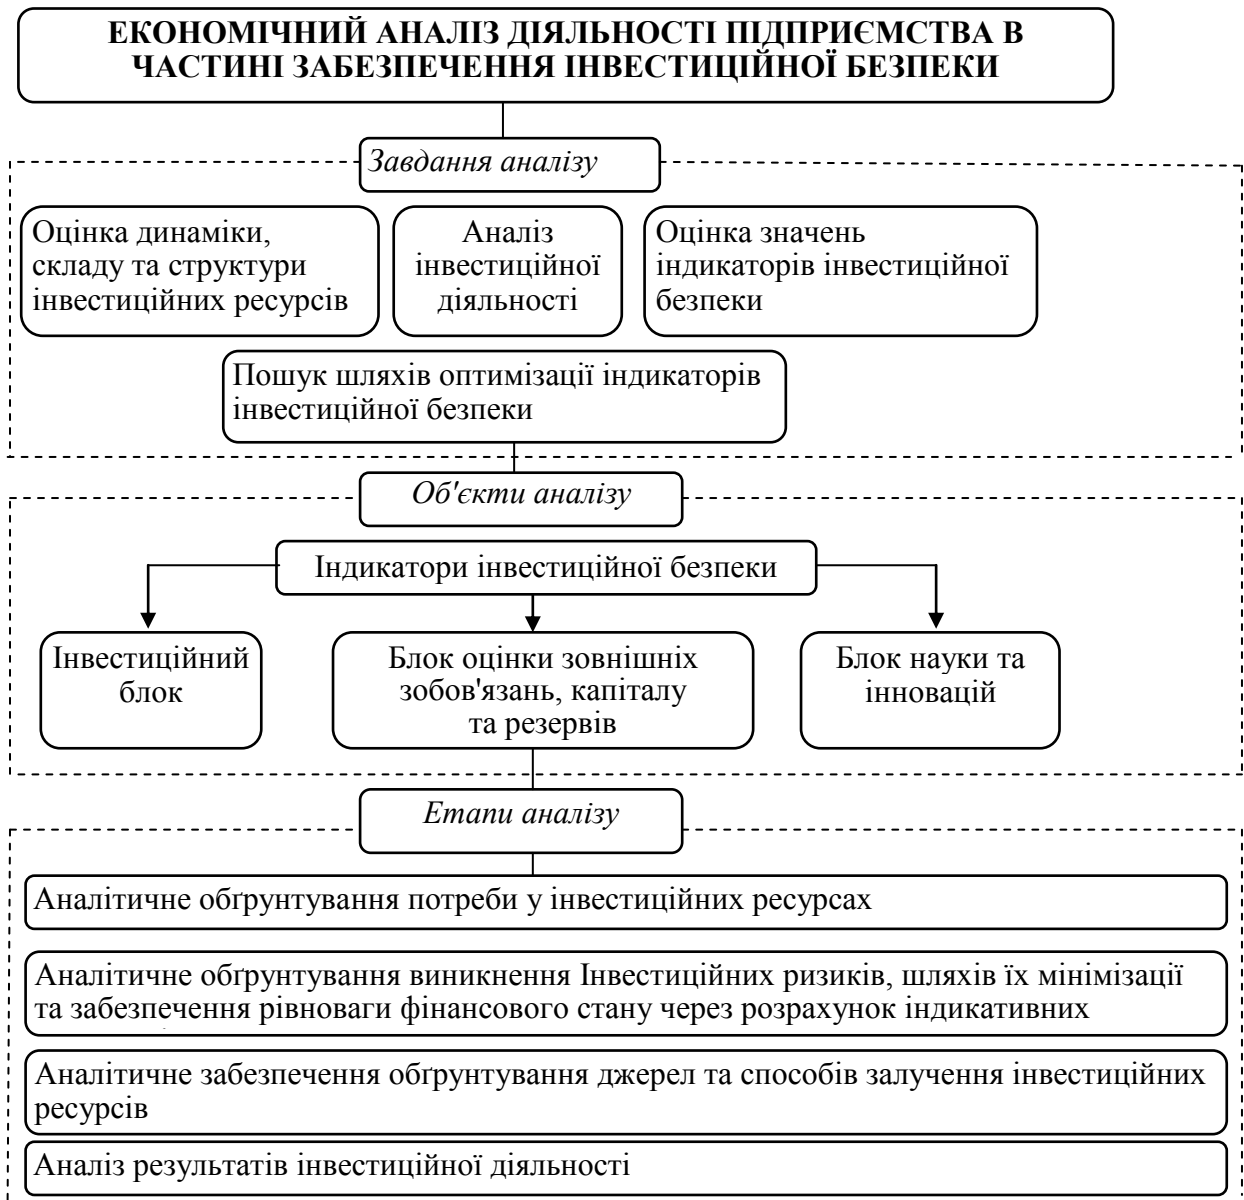 ЕКОНОМІЧНИЙ АНАЛІЗ ДІЯЛЬНОСТІ ПІДПРИЄМСТВА В
ЧАСТИНІ ЗАБЕЗПЕЧЕННЯ ІНВЕСТИЦІЙНОЇ БЕЗПЕКИ
Завдання аналізу
Оцінка динаміки,
складу та структури
інвестиційних ресурсів
Аналіз
інвестиційної
діяльності
Оцінка значень
індикаторів інвестиційної
безпеки
Пошук шляхів оптимізації індикаторів
інвестиційної безпеки
Об'єкти аналізу
Індикатори інвестиційної безпеки
Інвестиційний
блок
Блок оцінки зовнішніх
зобов'язань, капіталу
та резервів
Блок науки та
інновацій
Етапи аналізу
Аналітичне обґрунтування потреби у інвестиційних ресурсах
Аналітичне обґрунтування виникнення Інвестиційних ризиків, шляхів їх мінімізації
та забезпечення рівноваги фінансового стану через розрахунок індикативних
Аналітичне забезпечення обґрунтування джерел та способів залучення інвестиційних
ресурсів
Аналіз результатів інвестиційної діяльності